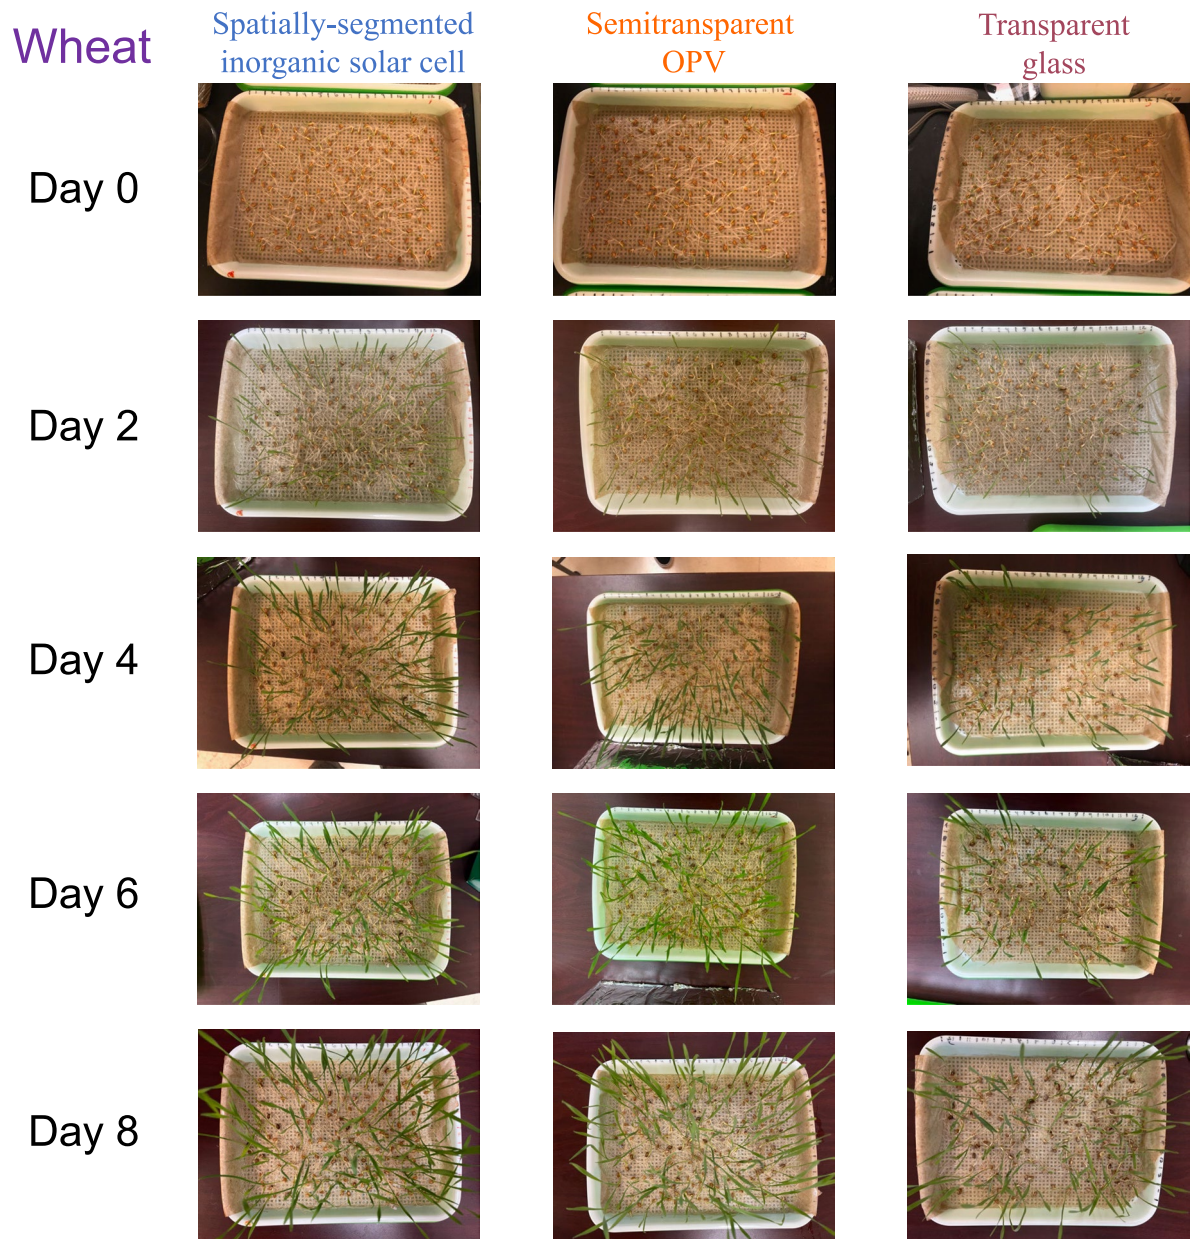 Wheat
Spatially-segmented
inorganic solar cell
Semitransparent
OPV
Transparent
glass
Day 0
Day 2
Day 4
Day 6
Day 8